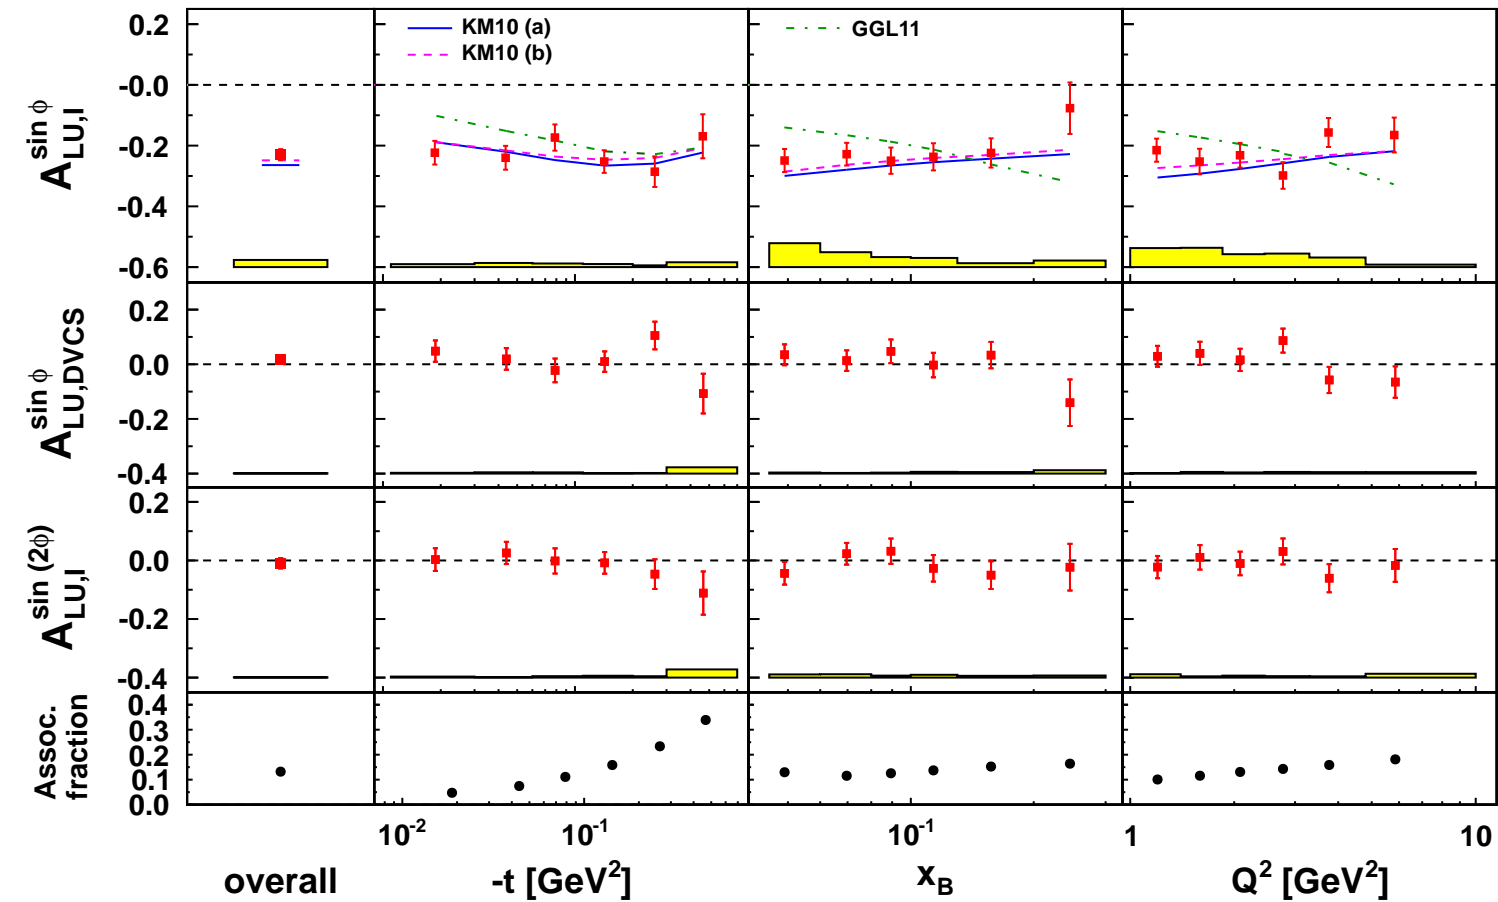 KM10 (a)
KM10 (b)
GGL11
A_{LU,I}^{sin ϕ}
0.2
-0.0
-0.2
-0.4
-0.6
A_{LU,DVCS}^{sin ϕ}
0.2
0.0
-0.2
-0.4
A_{LU,I}^{sin (2ϕ)}
0.2
0.0
-0.2
-0.4
Assoc.
fraction
0.4
0.3
0.2
0.1
0.0
10^{-2} 10^{-1} 10^{-1} 1 10
overall -t [GeV^2] x_B Q^2 [GeV^2]